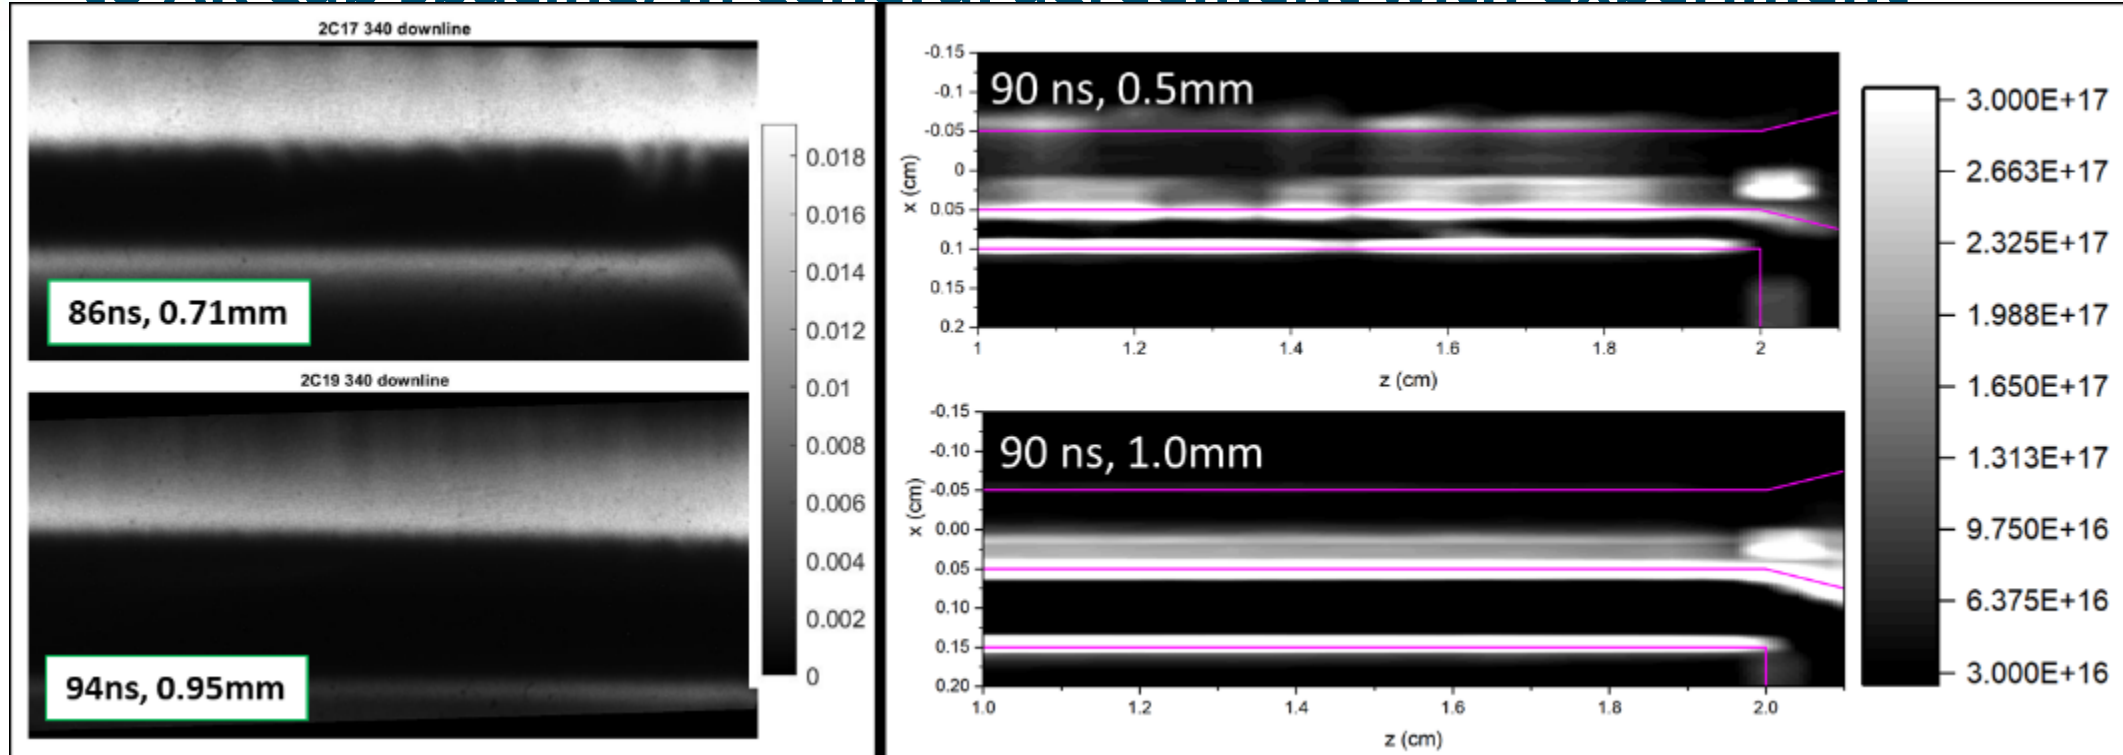 2C17 340 downline
86ns, 0.71mm
0.018
0.016
0.014
0.012
0.01
0.008
0.006
0.004
0.002
0
2C19 340 downline
94ns, 0.95mm
90 ns, 0.5mm
-0.15
-0.1
-0.05
0
0.05
0.1
0.15
0.2
x (cm)
1 1.2 1.4 1.6 1.8 2
z (cm)
90 ns, 1.0mm
-0.15
-0.10
-0.05
0.00
0.05
0.10
0.15
0.20
x (cm)
1.0 1.2 1.4 1.6 1.8 2.0
z (cm)
3.000E+17
2.663E+17
2.325E+17
1.988E+17
1.650E+17
1.313E+17
9.750E+16
6.375E+16
3.000E+16